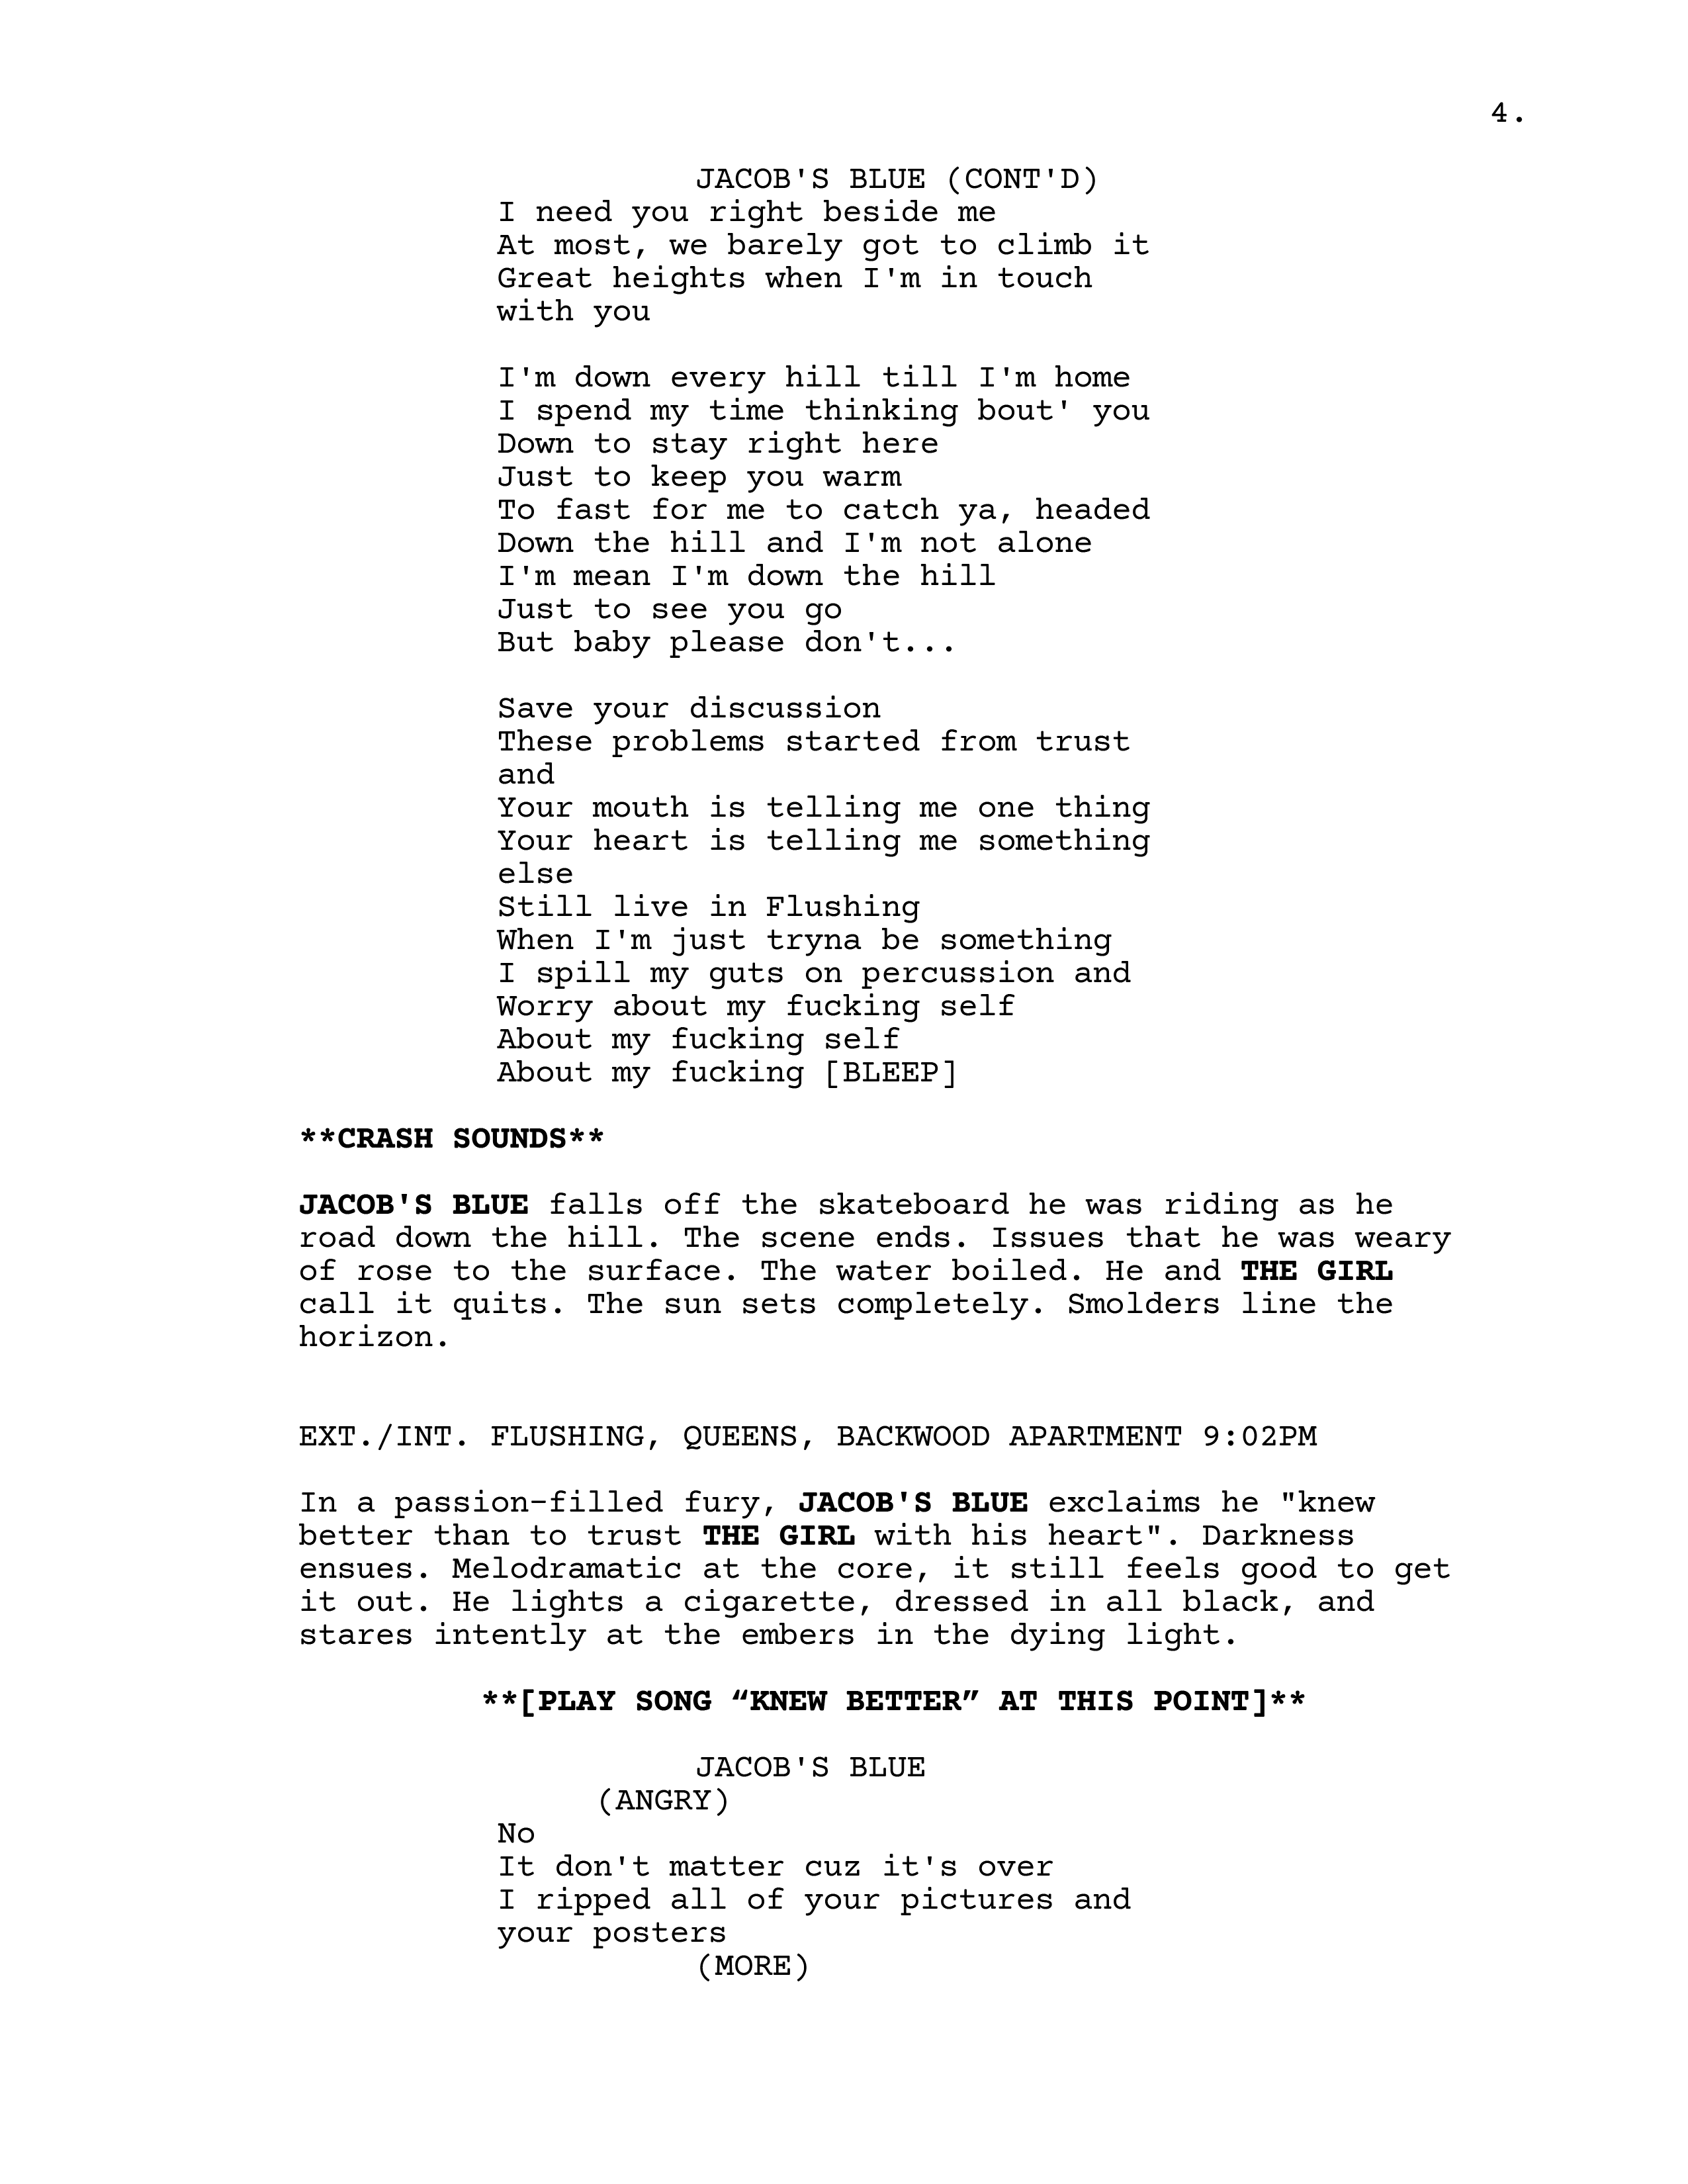 4.
JACOB'S BLUE (CONT'D)
I need you right beside me
At most, we barely got to climb it
Great heights when I'm in touch
with you
I'm down every hill till I'm home
I spend my time thinking bout' you
Down to stay right here
Just to keep you warm
To fast for me to catch ya, headed
Down the hill and I'm not alone
I'm mean I'm down the hill
Just to see you go
But baby please don't...
Save your discussion
These problems started from trust
and
Your mouth is telling me one thing
Your heart is telling me something
else
Still live in Flushing
When I'm just tryna be something
I spill my guts on percussion and
Worry about my fucking self
About my fucking self
About my fucking [BLEEP]
**CRASH SOUNDS**
JACOB'S BLUE falls off the skateboard he was riding as he
road down the hill. The scene ends. Issues that he was weary
of rose to the surface. The water boiled. He and THE GIRL
call it quits. The sun sets completely. Smolders line the
horizon.
EXT./INT. FLUSHING, QUEENS, BACKWOOD APARTMENT 9:02PM
In a passion-filled fury, JACOB'S BLUE exclaims he "knew
better than to trust THE GIRL with his heart". Darkness
ensues. Melodramatic at the core, it still feels good to get
it out. He lights a cigarette, dressed in all black, and
stares intently at the embers in the dying light.
**[PLAY SONG “KNEW BETTER” AT THIS POINT]**
JACOB'S BLUE
(ANGRY)
No
It don't matter cuz it's over
I ripped all of your pictures and
your posters
(MORE)